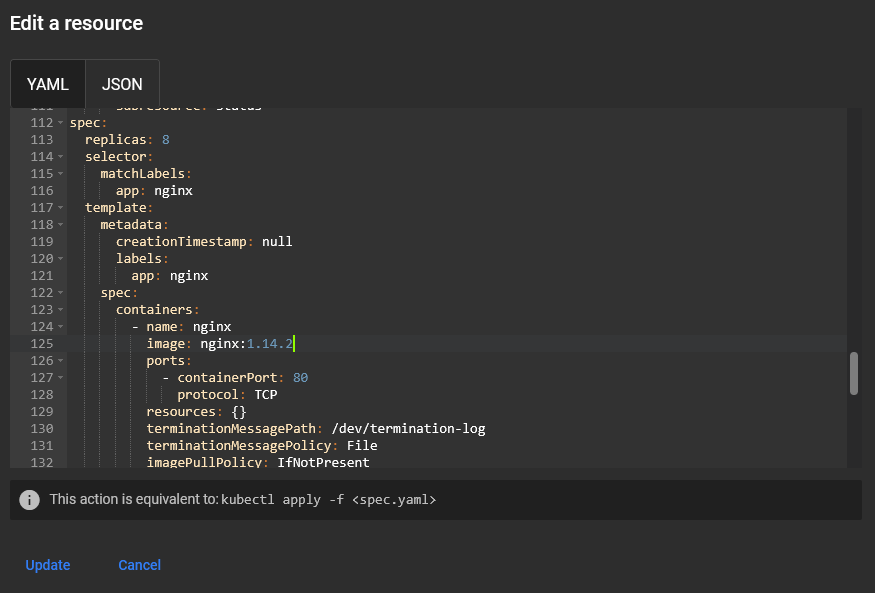 Edit a resource
YAML JSON
111 subresource: status
112 spec:
113 replicas: 8
114 selector:
115 matchLabels:
116 app: nginx
117 template:
118 metadata:
119 creationTimestamp: null
120 labels:
121 app: nginx
122 spec:
123 containers:
124 - name: nginx
125 image: nginx:1.14.2
126 ports:
127 - containerPort: 80
128 protocol: TCP
129 resources: {}
130 terminationMessagePath: /dev/termination-log
131 terminationMessagePolicy: File
132 imagePullPolicy: IfNotPresent
This action is equivalent to: kubectl apply -f <spec.yaml>
Update Cancel